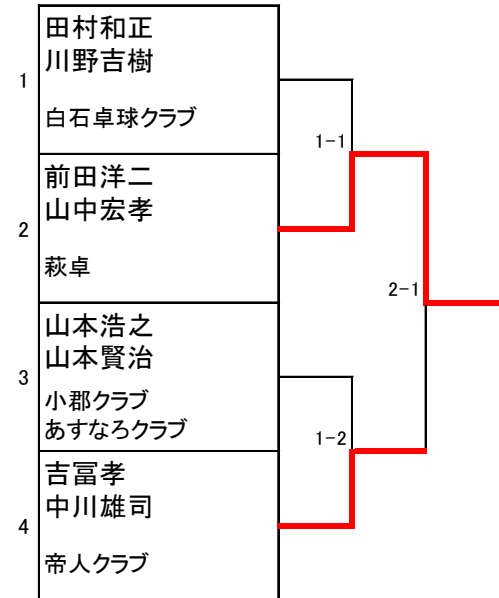 田村和正
川野吉樹
1
白石卓球クラブ
1-1
前田洋二
山中宏孝
2
萩卓
2-1
山本浩之
山本賢治
3
小郡クラブ
あすなろクラブ
1-2
吉冨孝
中川雄司
4
帝人クラブ